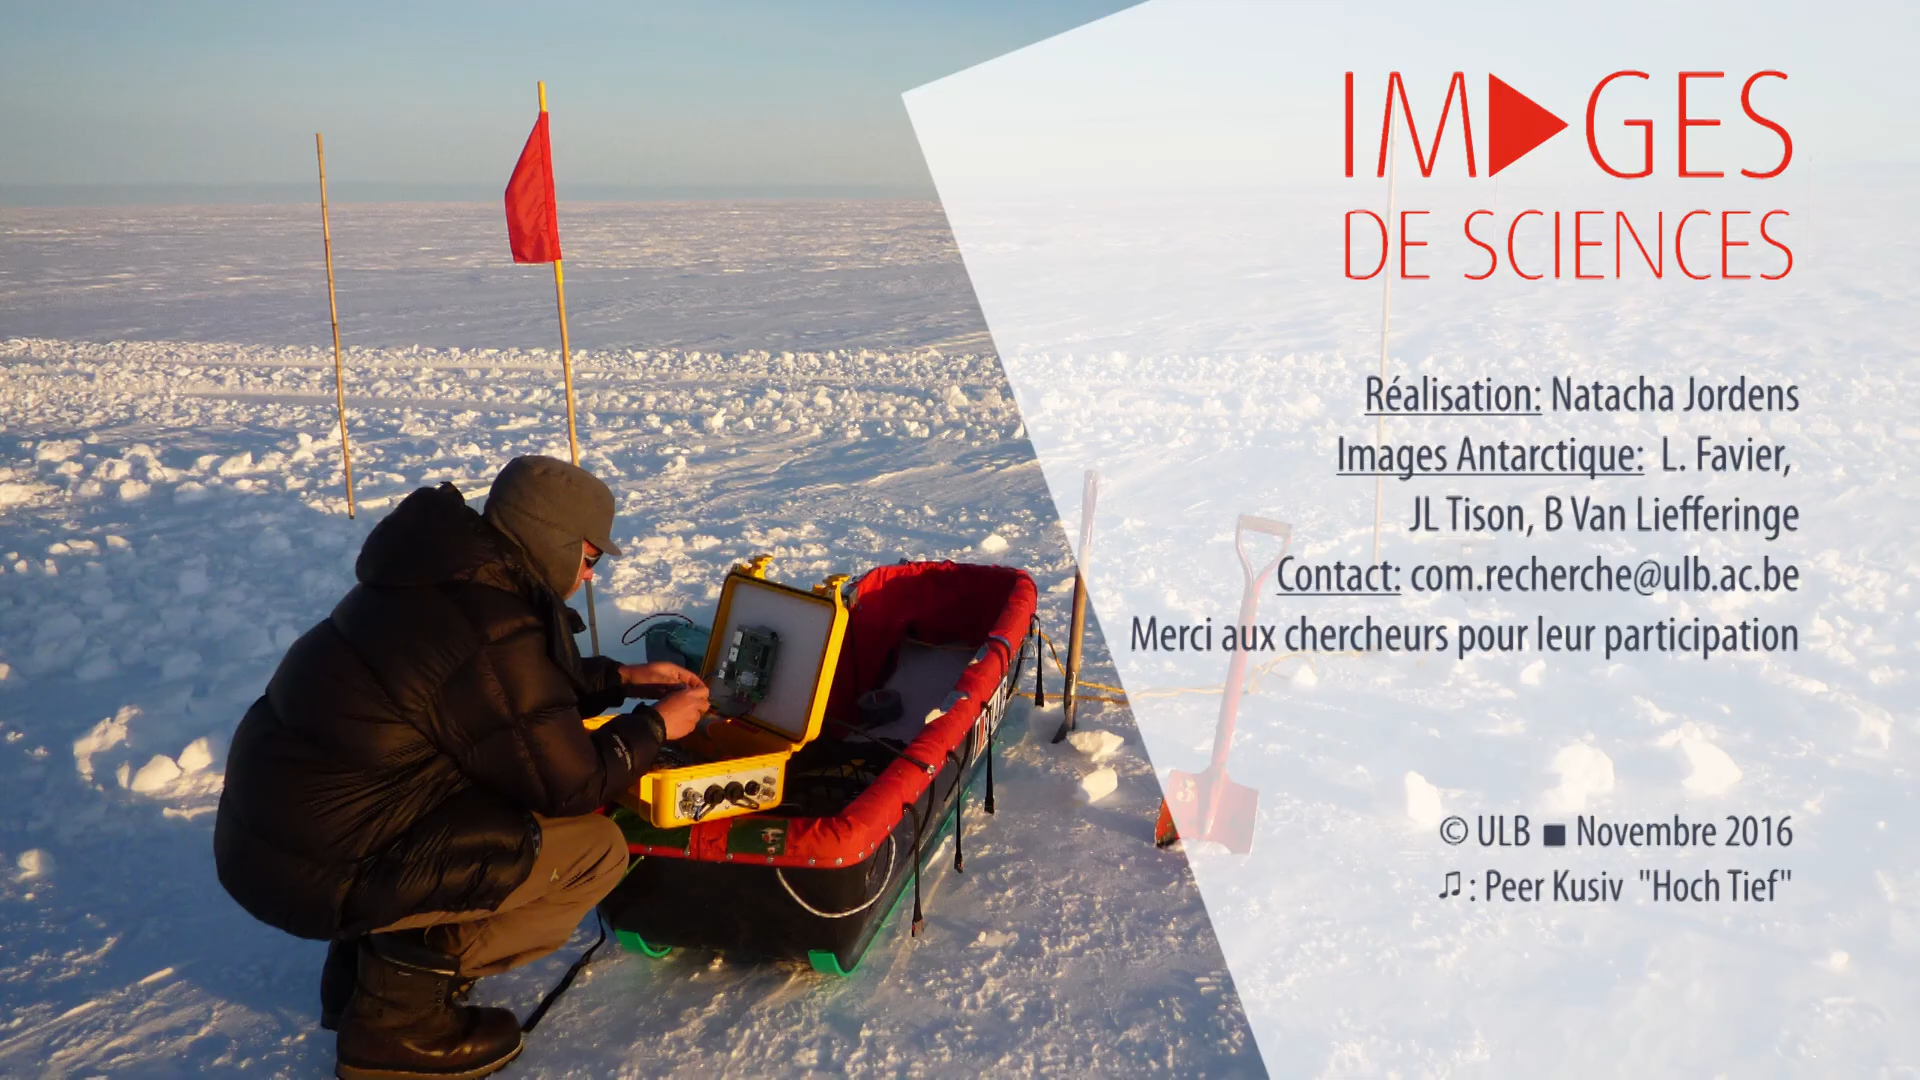 IM▶GES
DE SCIENCES
Réalisation: Natacha Jordens
Images Antarctique: L. Favier,
JL Tison, B Van Liefferinge
Contact: com.recherche@ulb.ac.be
Merci aux chercheurs pour leur participation
© ULB ■ Novembre 2016
♫ : Peer Kusiv "Hoch Tief"